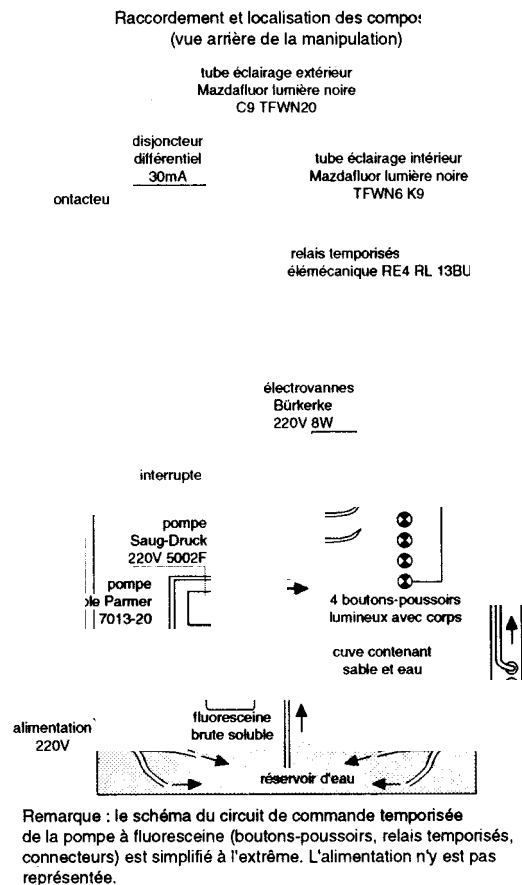 Raccordement et localisation des compos
(vue arrière de la manipulation)
tube éclairage extérieur
Mazdafluor lumière noire
C9 TFWN20
disjoncteur
différentiel
30mA
tube éclairage intérieur
Mazdafluor lumière noire
TFWN6 K9
ontacteu
relais temporisés
élémécanique RE4 RL 13BU
électrovannes
Bürkerke
220V 8W
interrupte
pompe
Saug-Druck
220V 5002F
pompe
le Parmer
7013-20
4 boutons-poussoirs
lumineux avec corps
cuve contenant
sable et eau
fluoresceine
brute soluble
alimentation
220V
réservoir d'eau
Remarque : le schéma du circuit de commande temporisée
de la pompe à fluoresceine (boutons-poussoirs, relais temporisés,
connecteurs) est simplifié à l'extrême. L'alimentation n'y est pas
représentée.